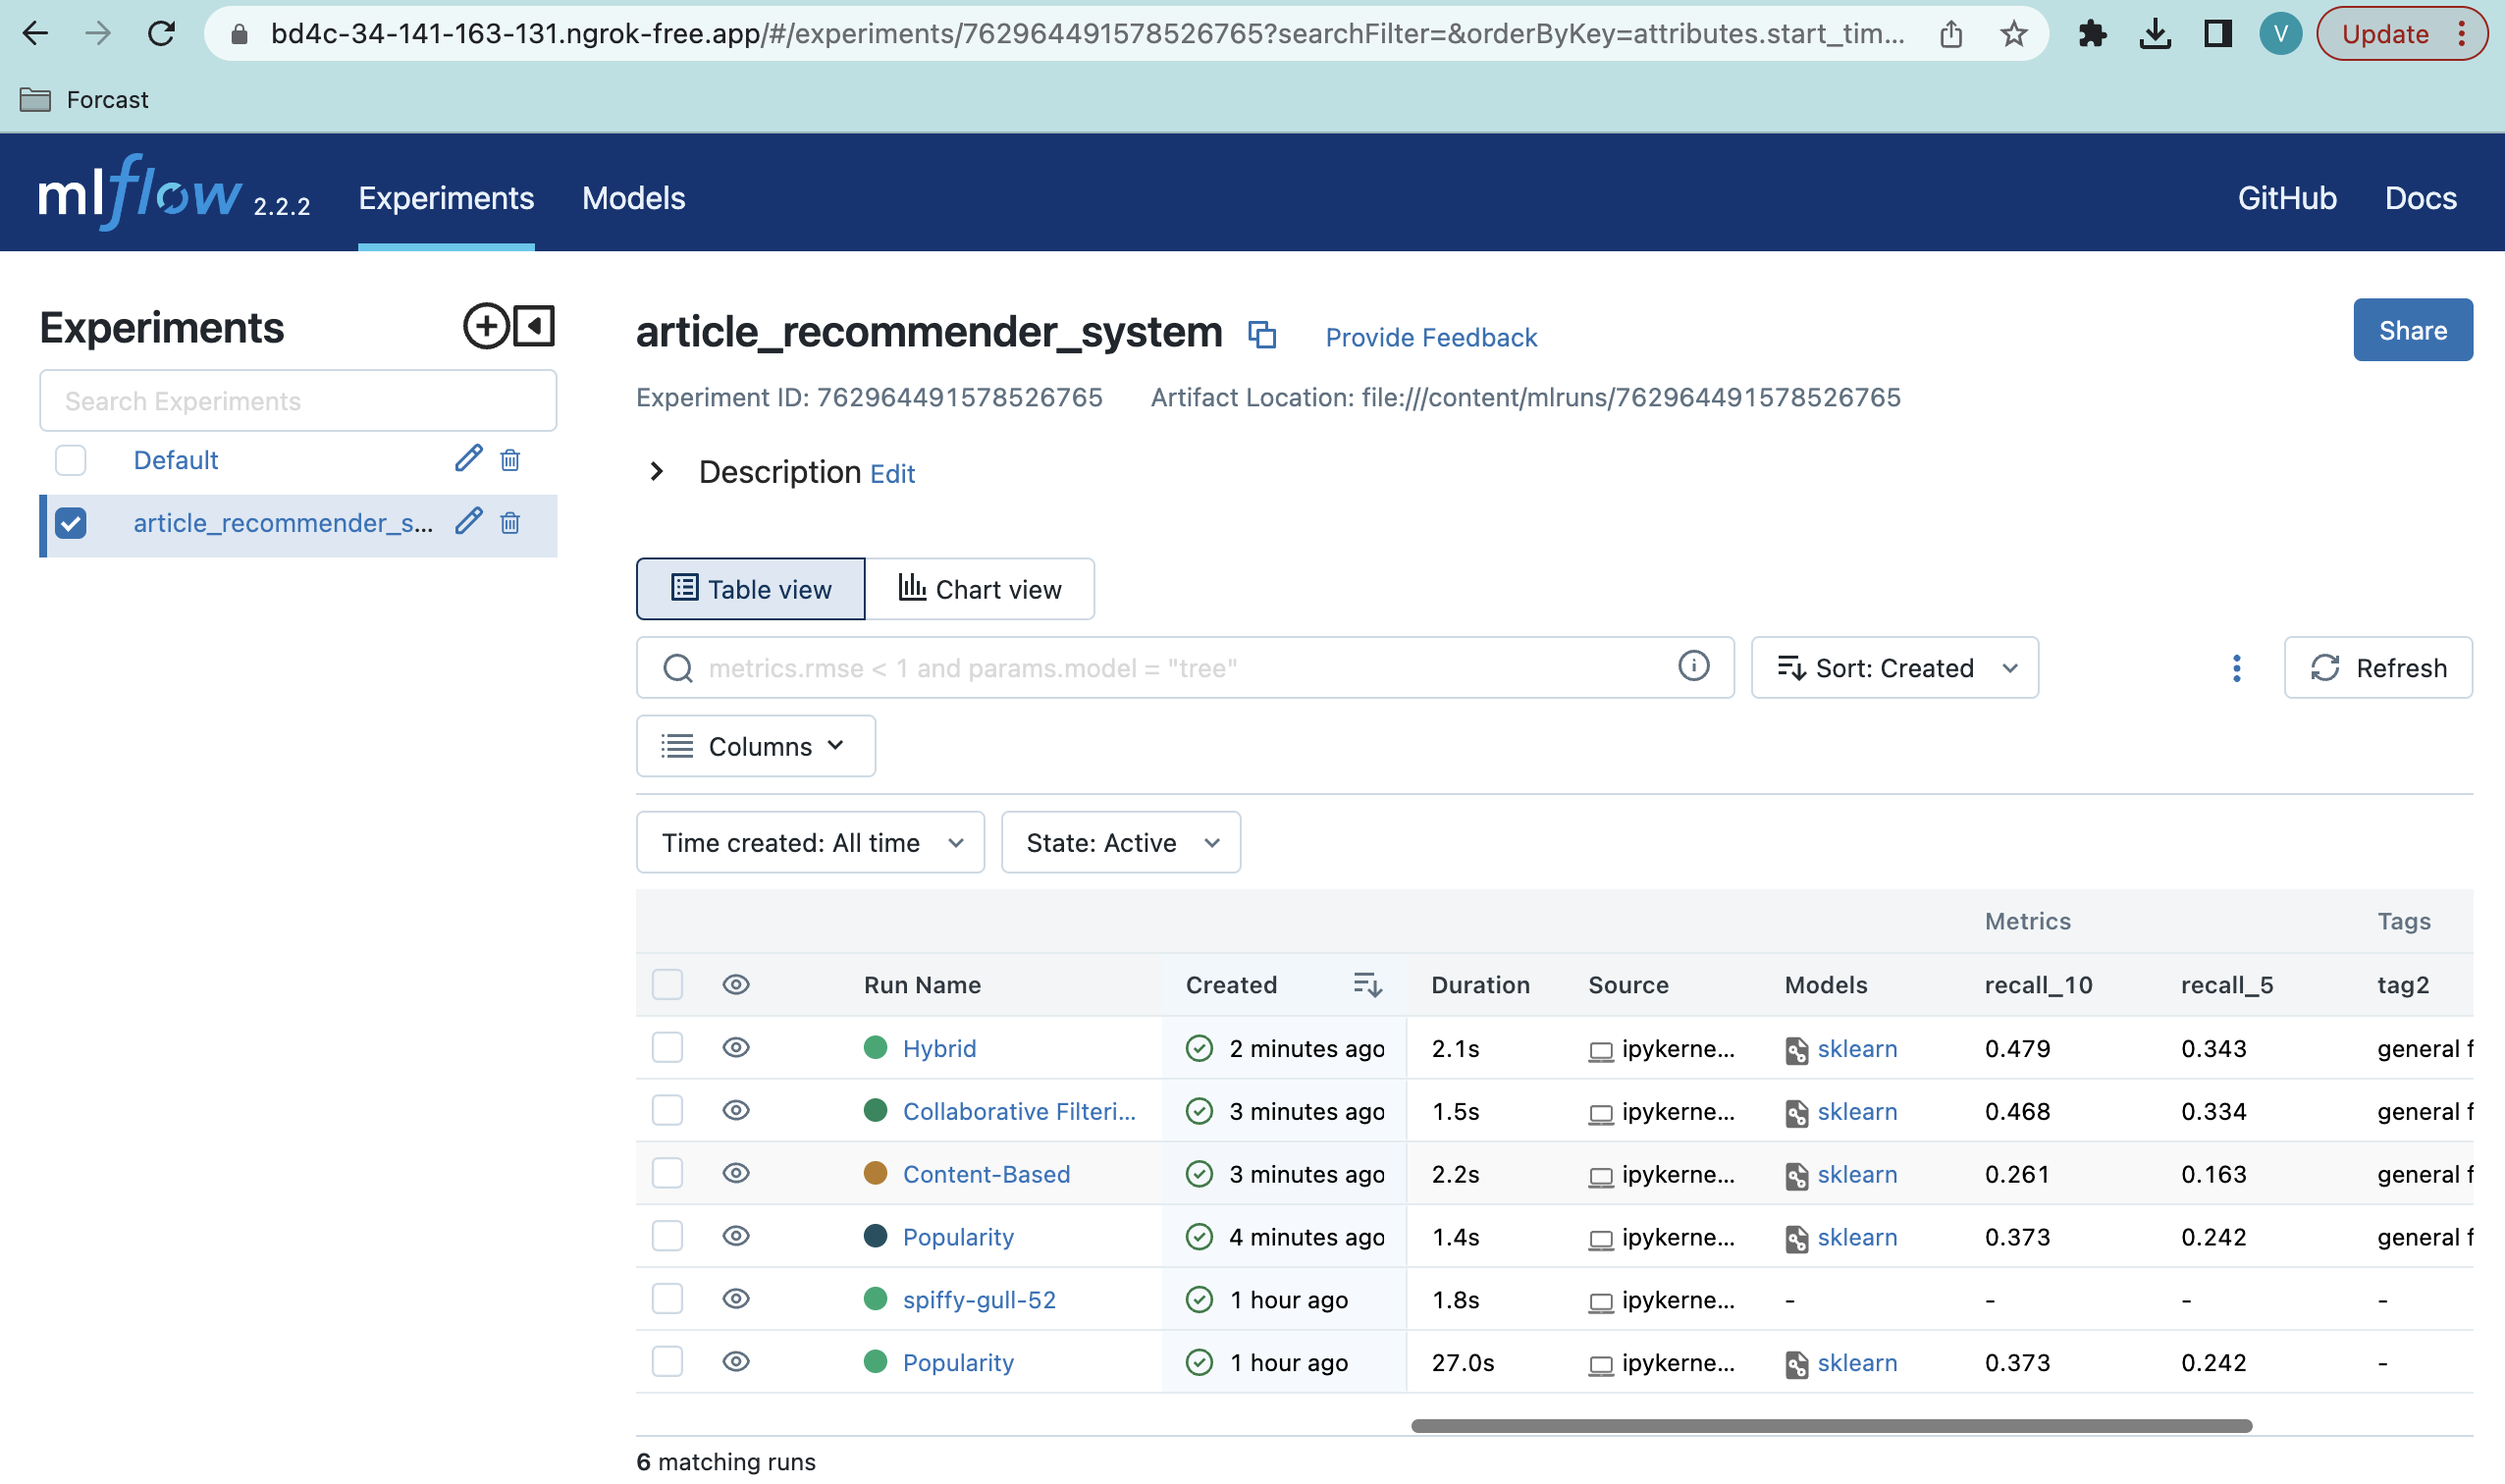 bd4c-34-141-163-131.ngrok-free.app/#/experiments/762964491578526765?searchFilter=&orderByKey=attributes.start_tim...
V
Update
Forcast
mlflow 2.2.2
Experiments
Models
GitHub
Docs
Experiments
Search Experiments
Default
article_recommender_s...
article_recommender_system
Provide Feedback
Share
Experiment ID: 762964491578526765
Artifact Location: file:///content/mlruns/762964491578526765
Description Edit
Table view
Chart view
metrics.rmse < 1 and params.model = "tree"
Sort: Created
Refresh
Columns
Time created: All time
State: Active
Metrics Tags
Run Name Created Duration Source Models recall_10 recall_5 tag2
Hybrid 2 minutes ago 2.1s ipykerne... sklearn 0.479 0.343 general f
Collaborative Filteri... 3 minutes ago 1.5s ipykerne... sklearn 0.468 0.334 general f
Content-Based 3 minutes ago 2.2s ipykerne... sklearn 0.261 0.163 general f
Popularity 4 minutes ago 1.4s ipykerne... sklearn 0.373 0.242 general f
spiffy-gull-52 1 hour ago 1.8s ipykerne... - - - -
Popularity 1 hour ago 27.0s ipykerne... sklearn 0.373 0.242 -
6 matching runs